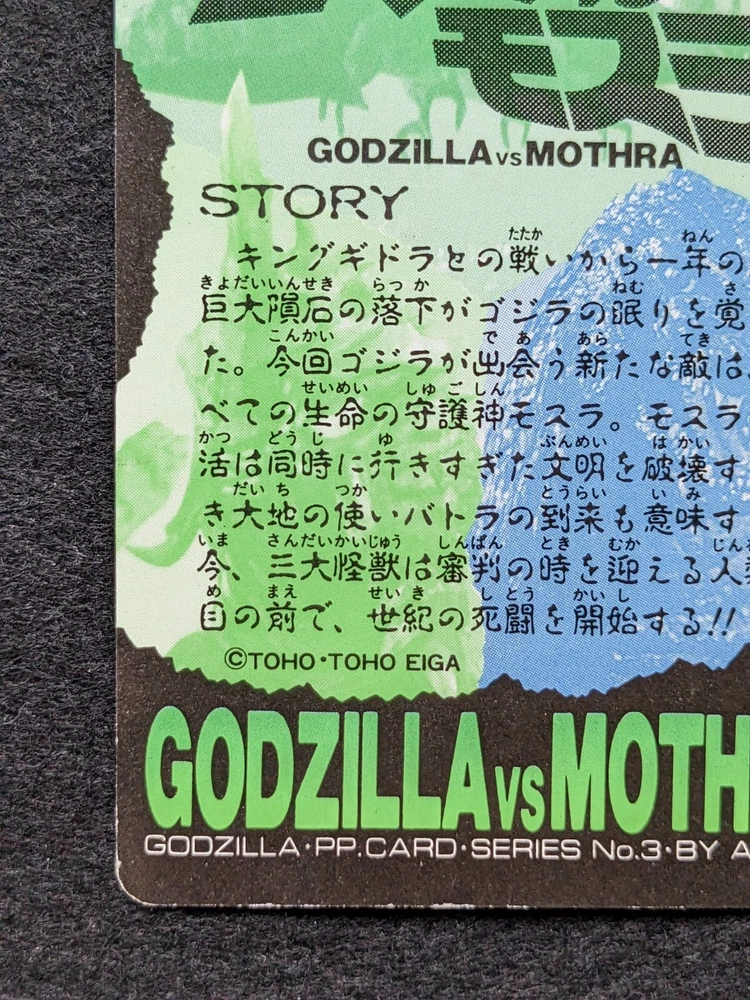 モス
GODZILLA VS MOTHRA
STORY
キングギドラとの戦いから一年の
巨大隕石の落下がゴジラの眠りを覚
た。今回ゴジラが出会う新たな敵は、
べての生命の守護神モスラ。モスラ
活は同時に行きすぎた文明を破壊す
き大地の使いバトラの到来も意味す
今、三大怪獣は審判の時を迎える人
目の前で、世紀の死闘を開始する!!
©TOHO・TOHO EIGA
GODZILLA VS MOTH
GODZILLA・PP.CARD・SERIES No.3・BY A